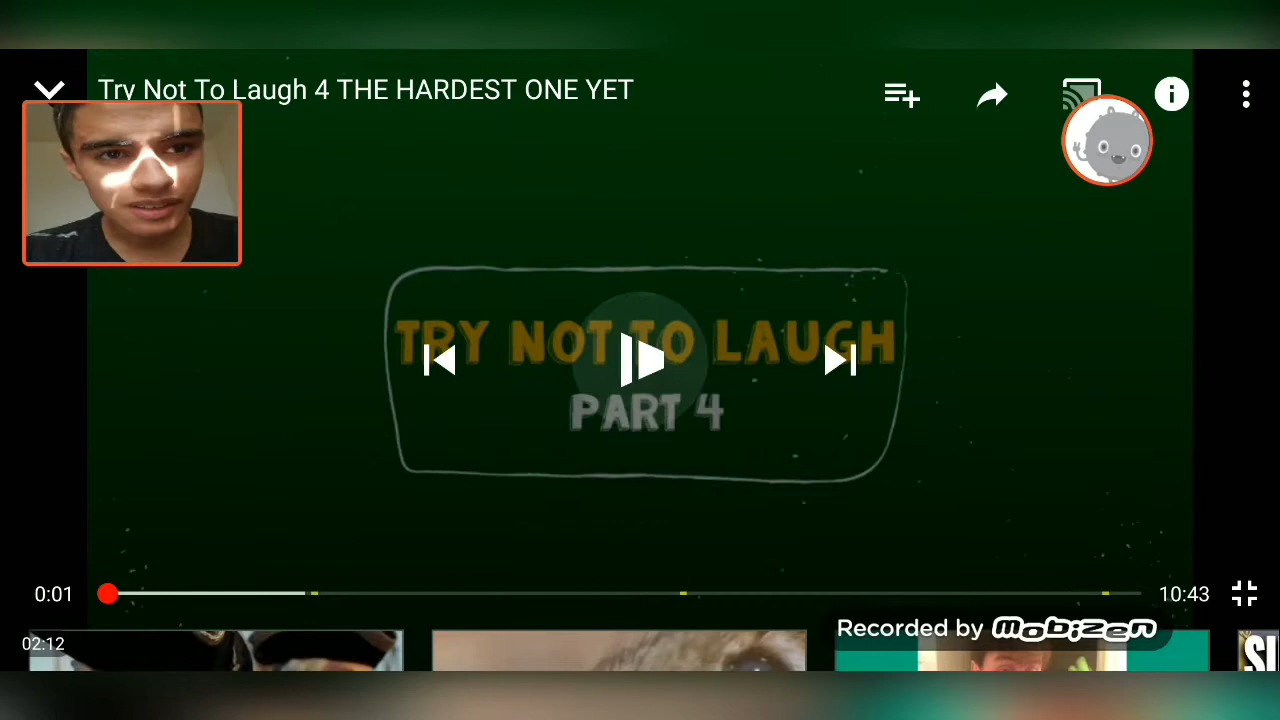 Try Not To Laugh 4 THE HARDEST ONE YET
TRY NOT TO LAUGH
PART 4
0:01
10:43
Recorded by mobizen
02:12